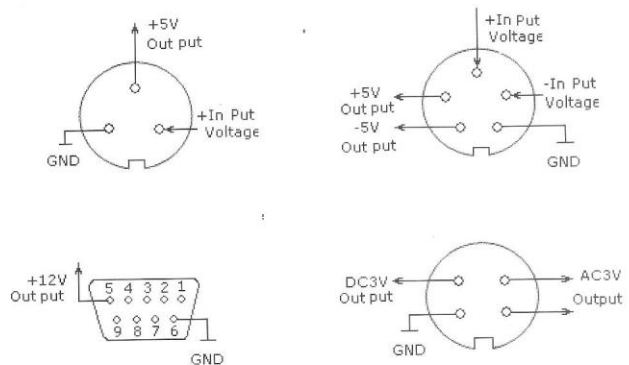 +5V
Out put
+In Put
Voltage
GND
+In Put
Voltage
+5V
Out put
-In Put
Voltage
-5V
Out put
GND
+12V
Out put
5 4 3 2 1
9 8 7 6
GND
DC3V
Out put
AC3V
Output
GND